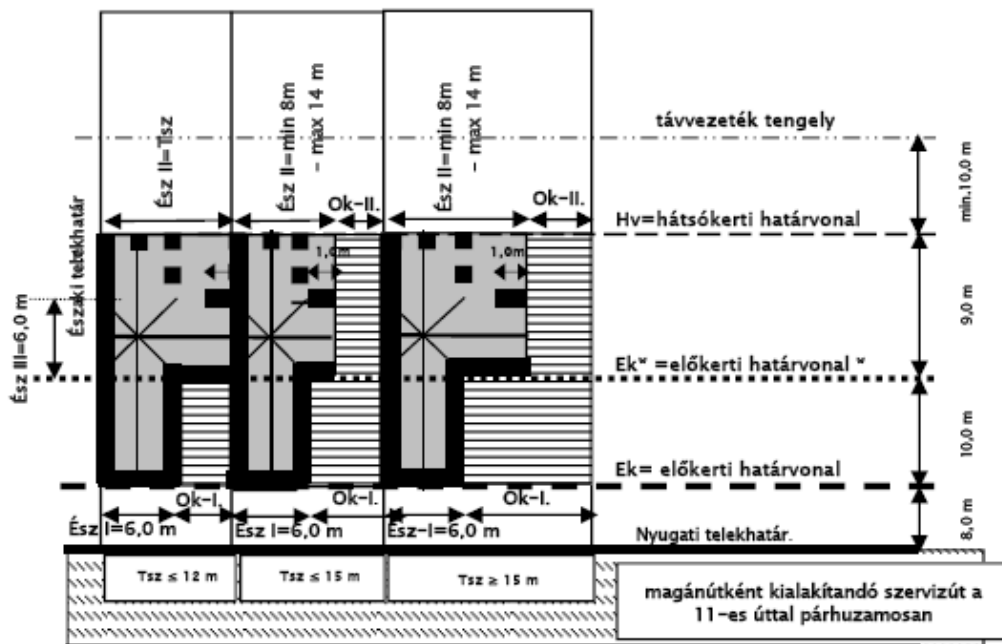 Ész II=Tsz
Ész II=min 8m
- max 14 m
Ész II=min 8m
- max 14 m
távvezeték tengely
min.10,0 m
Ok-II.
Ok-II.
Hv=hátsókerti határvonal
Északi telekhatár
1,0m
1,0m
9,0 m
Ész III=6,0 m
Ek* =előkerti határvonal *
10,0 m
Ek= előkerti határvonal
Ok-I.
Ok-I.
Ok-I.
Ész I=6,0 m
Ész I=6,0 m
Ész-I=6,0 m
8,0 m
Nyugati telekhatár.
Tsz ≤ 12 m
Tsz ≤ 15 m
Tsz ≥ 15 m
magánútként kialakítandó szervizút a
11-es úttal párhuzamosan